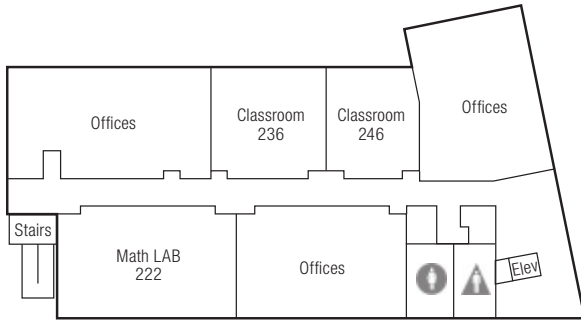 Offices
Classroom
236
Classroom
246
Offices
Stairs
Math LAB
222
Offices
Elev